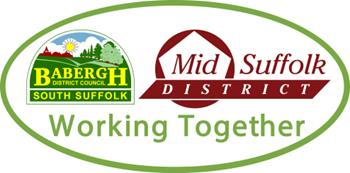 BABERGH
DISTRICT COUNCIL
SOUTH SUFFOLK
Mid Suffolk
DISTRICT
Working Together